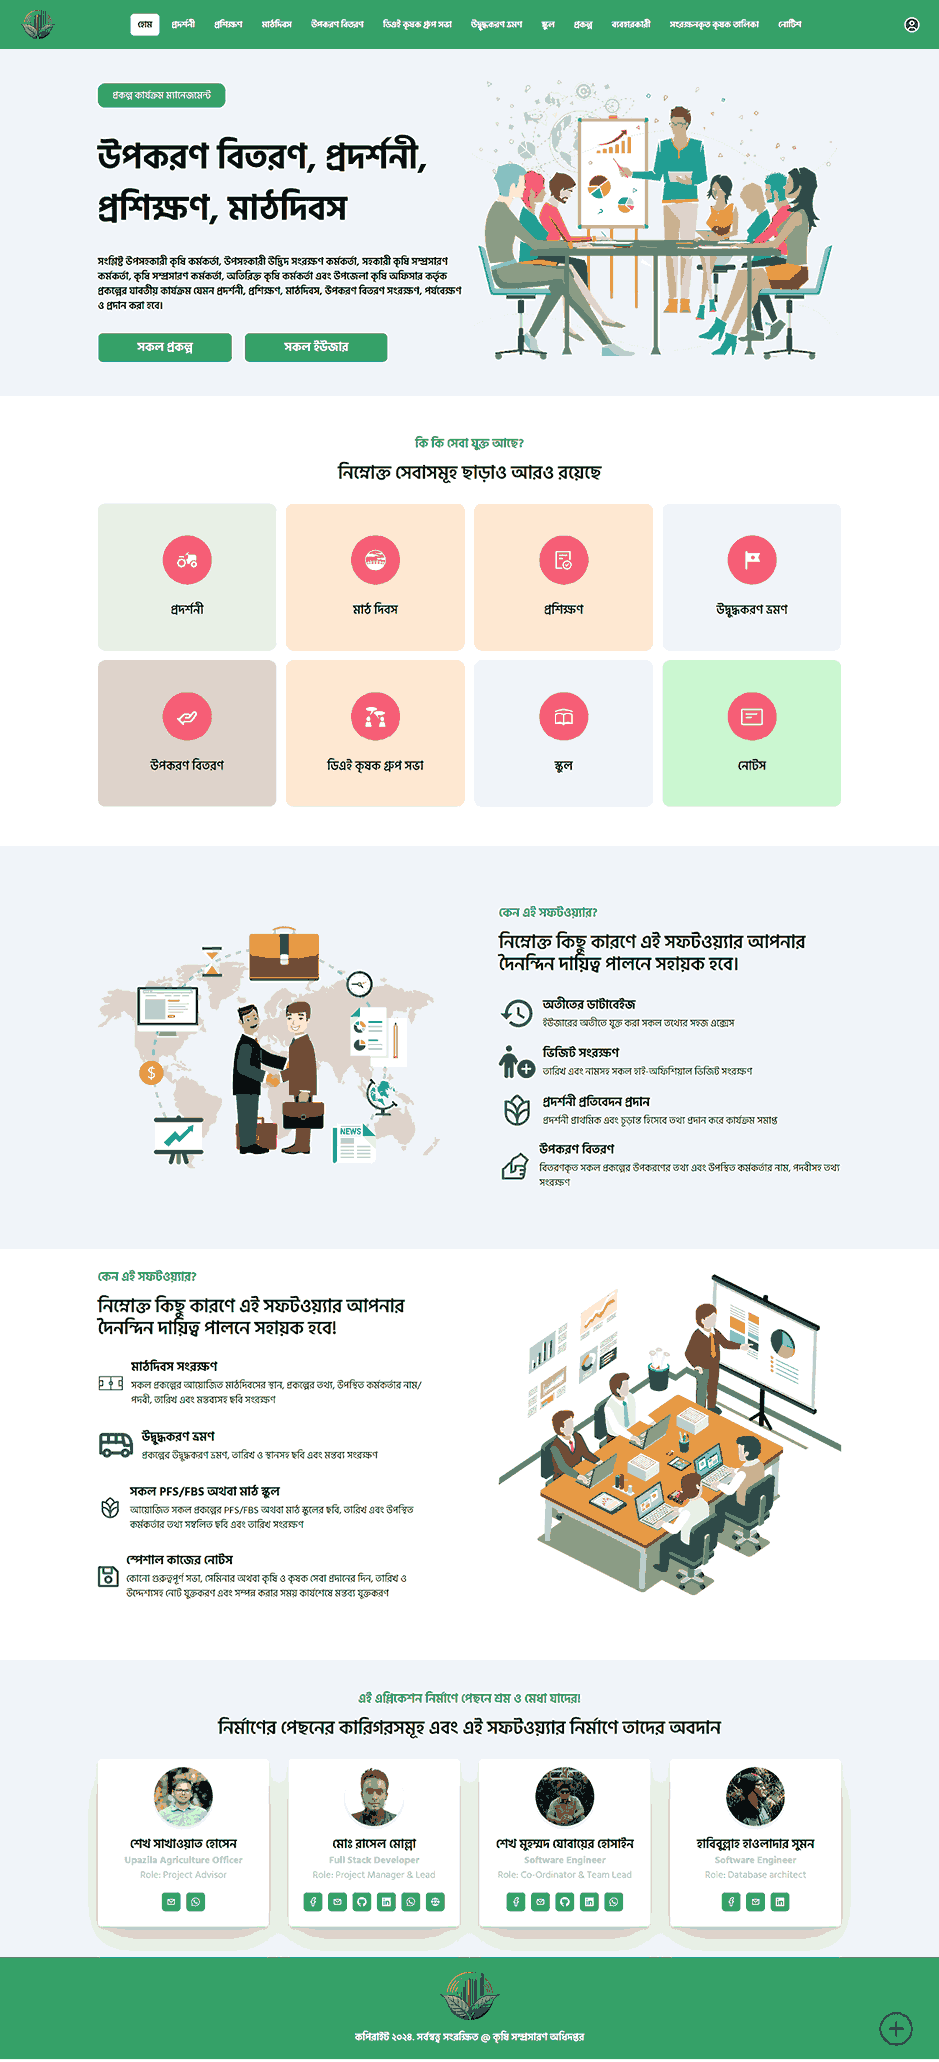 হোম প্রদর্শনী প্রশিক্ষণ মাঠদিবস উপকরণ বিতরণ ডিএই কৃষক গ্রুপ সভা উদ্বুদ্ধকরণ ভ্রমণ স্কুল প্রকল্প ব্যবহারকারী সংরক্ষনকৃত কৃষক তালিকা নোটিশ
প্রকল্প কার্যক্রম ম্যানেজমেন্ট
উপকরণ বিতরণ, প্রদর্শনী,
প্রশিক্ষণ, মাঠদিবস
সংশ্লিষ্ট উপসহকারী কৃষি কর্মকর্তা, উপসহকারী উদ্ভিদ সংরক্ষণ কর্মকর্তা, সহকারী কৃষি সম্প্রসারণ
কর্মকর্তা, কৃষি সম্প্রসারণ কর্মকর্তা, অতিরিক্ত কৃষি কর্মকর্তা এবং উপজেলা কৃষি অফিসার কর্তৃক
প্রকল্পের যাবতীয় কার্যক্রম যেমন প্রদর্শনী, প্রশিক্ষণ, মাঠদিবস, উপকরণ বিতরণ সংরক্ষণ, পর্যবেক্ষণ
ও প্রদান করা হবে।
সকল প্রকল্প
সকল ইউজার
কি কি সেবা যুক্ত আছে?
নিম্নোক্ত সেবাসমূহ ছাড়াও আরও রয়েছে
প্রদর্শনী
মাঠ দিবস
প্রশিক্ষণ
উদ্বুদ্ধকরণ ভ্রমণ
উপকরণ বিতরণ
ডিএই কৃষক গ্রুপ সভা
স্কুল
নোটস
NEWS
কেন এই সফটওয়্যার?
নিম্নোক্ত কিছু কারণে এই সফটওয়্যার আপনার
দৈনন্দিন দায়িত্ব পালনে সহায়ক হবে।
অতীতের ডাটাবেইজ
ইউজারের অতীতে যুক্ত করা সকল তথ্যের সহজ এক্সেস
ভিজিট সংরক্ষণ
তারিখ এবং নামসহ সকল হাই-অফিশিয়াল ভিজিট সংরক্ষণ
প্রদর্শনী প্রতিবেদন প্রদান
প্রদর্শনী প্রাথমিক এবং চূড়ান্ত হিসেবে তথ্য প্রদান করে কার্যক্রম সমাপ্ত
উপকরণ বিতরণ
বিতরণকৃত সকল প্রকল্পের উপকরণের তথ্য এবং উপস্থিত কর্মকর্তার নাম, পদবীসহ তথ্য
সংরক্ষণ
কেন এই সফটওয়্যার?
নিম্নোক্ত কিছু কারণে এই সফটওয়্যার আপনার
দৈনন্দিন দায়িত্ব পালনে সহায়ক হবে!
মাঠদিবস সংরক্ষণ
সকল প্রকল্পের আয়োজিত মাঠদিবসের স্থান, প্রকল্পের তথ্য, উপস্থিত কর্মকর্তার নাম/
পদবী, তারিখ এবং মন্তব্যসহ ছবি সংরক্ষণ
উদ্বুদ্ধকরণ ভ্রমণ
প্রকল্পের উদ্বুদ্ধকরণ ভ্রমণ, তারিখ ও স্থানসহ ছবি এবং মন্তব্য সংরক্ষণ
সকল PFS/FBS অথবা মাঠ স্কুল
আয়োজিত সকল প্রকল্পের PFS/FBS অথবা মাঠ স্কুলের ছবি, তারিখ এবং উপস্থিত
কর্মকর্তার তথ্য সম্বলিত ছবি এবং তারিখ সংরক্ষণ
স্পেশাল কাজের নোটস
কোনো গুরুত্বপূর্ণ সভা, সেমিনার অথবা কৃষি ও কৃষক সেবা প্রদানের দিন, তারিখ ও
উদ্দেশ্যসহ নোট যুক্তকরণ এবং সম্পন্ন করার সময় কার্যশেষে মন্তব্য যুক্তকরণ
এই এপ্লিকেশন নির্মাণে পেছনে শ্রম ও মেধা যাদের!
নির্মাণের পেছনের কারিগরসমূহ এবং এই সফটওয়্যার নির্মাণে তাদের অবদান
শেখ সাখাওয়াত হোসেন
Upazila Agriculture Officer
Role: Project Advisor
মোঃ রাসেল মোল্লা
Full Stack Developer
Role: Project Manager & Lead
শেখ মুহম্মদ যোবায়ের হোসাইন
Software Engineer
Role: Co-Ordinator & Team Lead
হাবিবুল্লাহ হাওলাদার সুমন
Software Engineer
Role: Database architect
কপিরাইট ২০২৪. সর্বস্বত্ব সংরক্ষিত @ কৃষি সম্প্রসারণ অধিদপ্তর